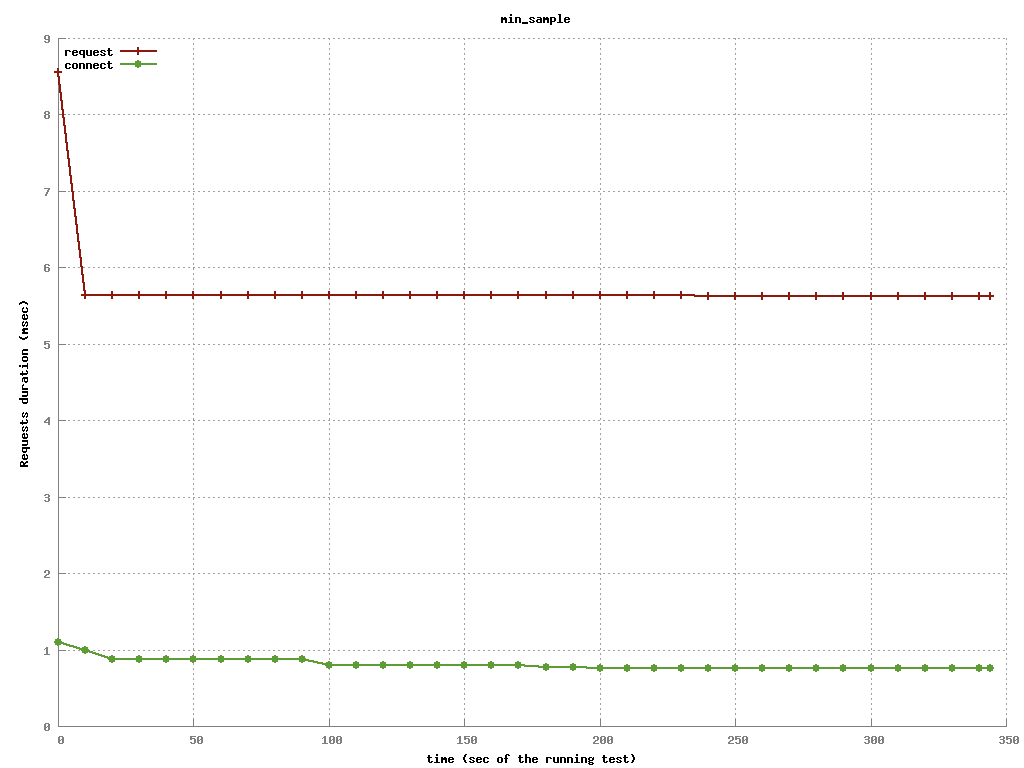 min_sample
request
connect
9
8
7
6
5
4
3
2
1
0
Requests duration (msec)
0 50 100 150 200 250 300 350
time (sec of the running test)